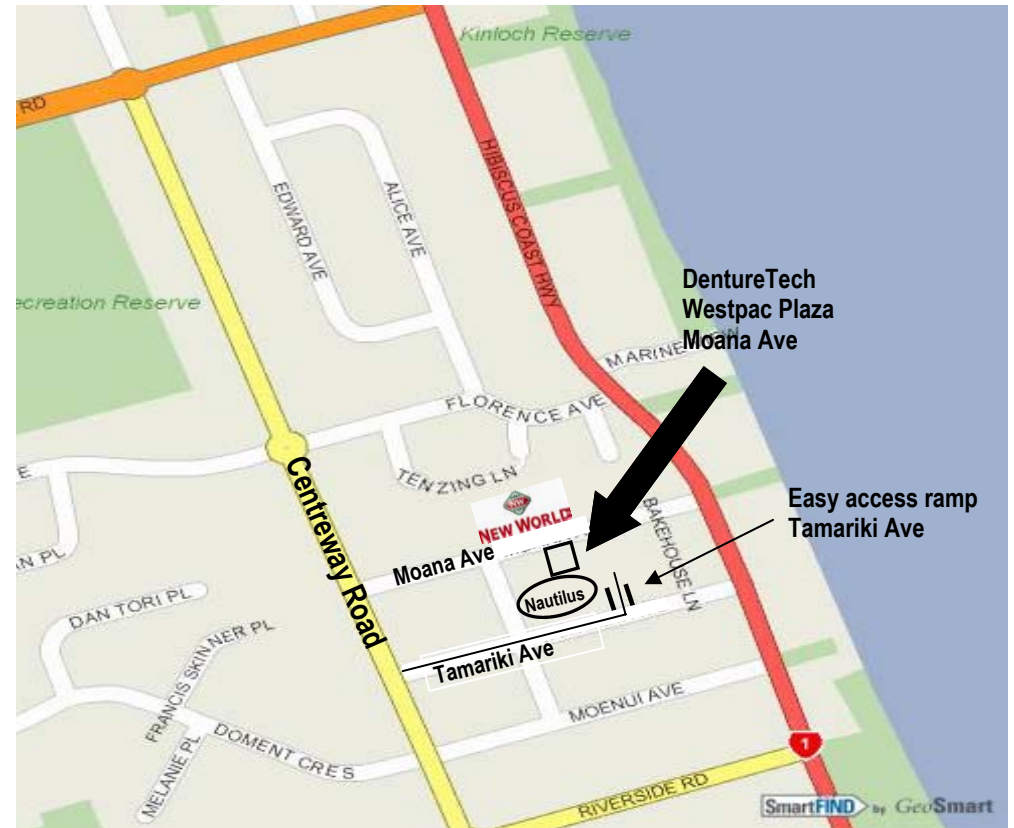 Kinloch Reserve
RD
HIBISCUS COAST HWY
EDWARD AVE
ALICE AVE
DentureTech
Westpac Plaza
Moana Ave
ecreation Reserve
MARINE
FLORENCE AVE
E
Centreway Road
TENZING LN
NW
NEW WORLD
Easy access ramp
Tamariki Ave
BAKEHOUSE LN
Moana Ave
AN PL
Nautilus
DAN TORI PL
FRANCIS SKINNER PL
Tamariki Ave
MOENUI AVE
MELANIE PL
DOMENT CRES
1
RIVERSIDE RD
SmartFIND by GeoSmart